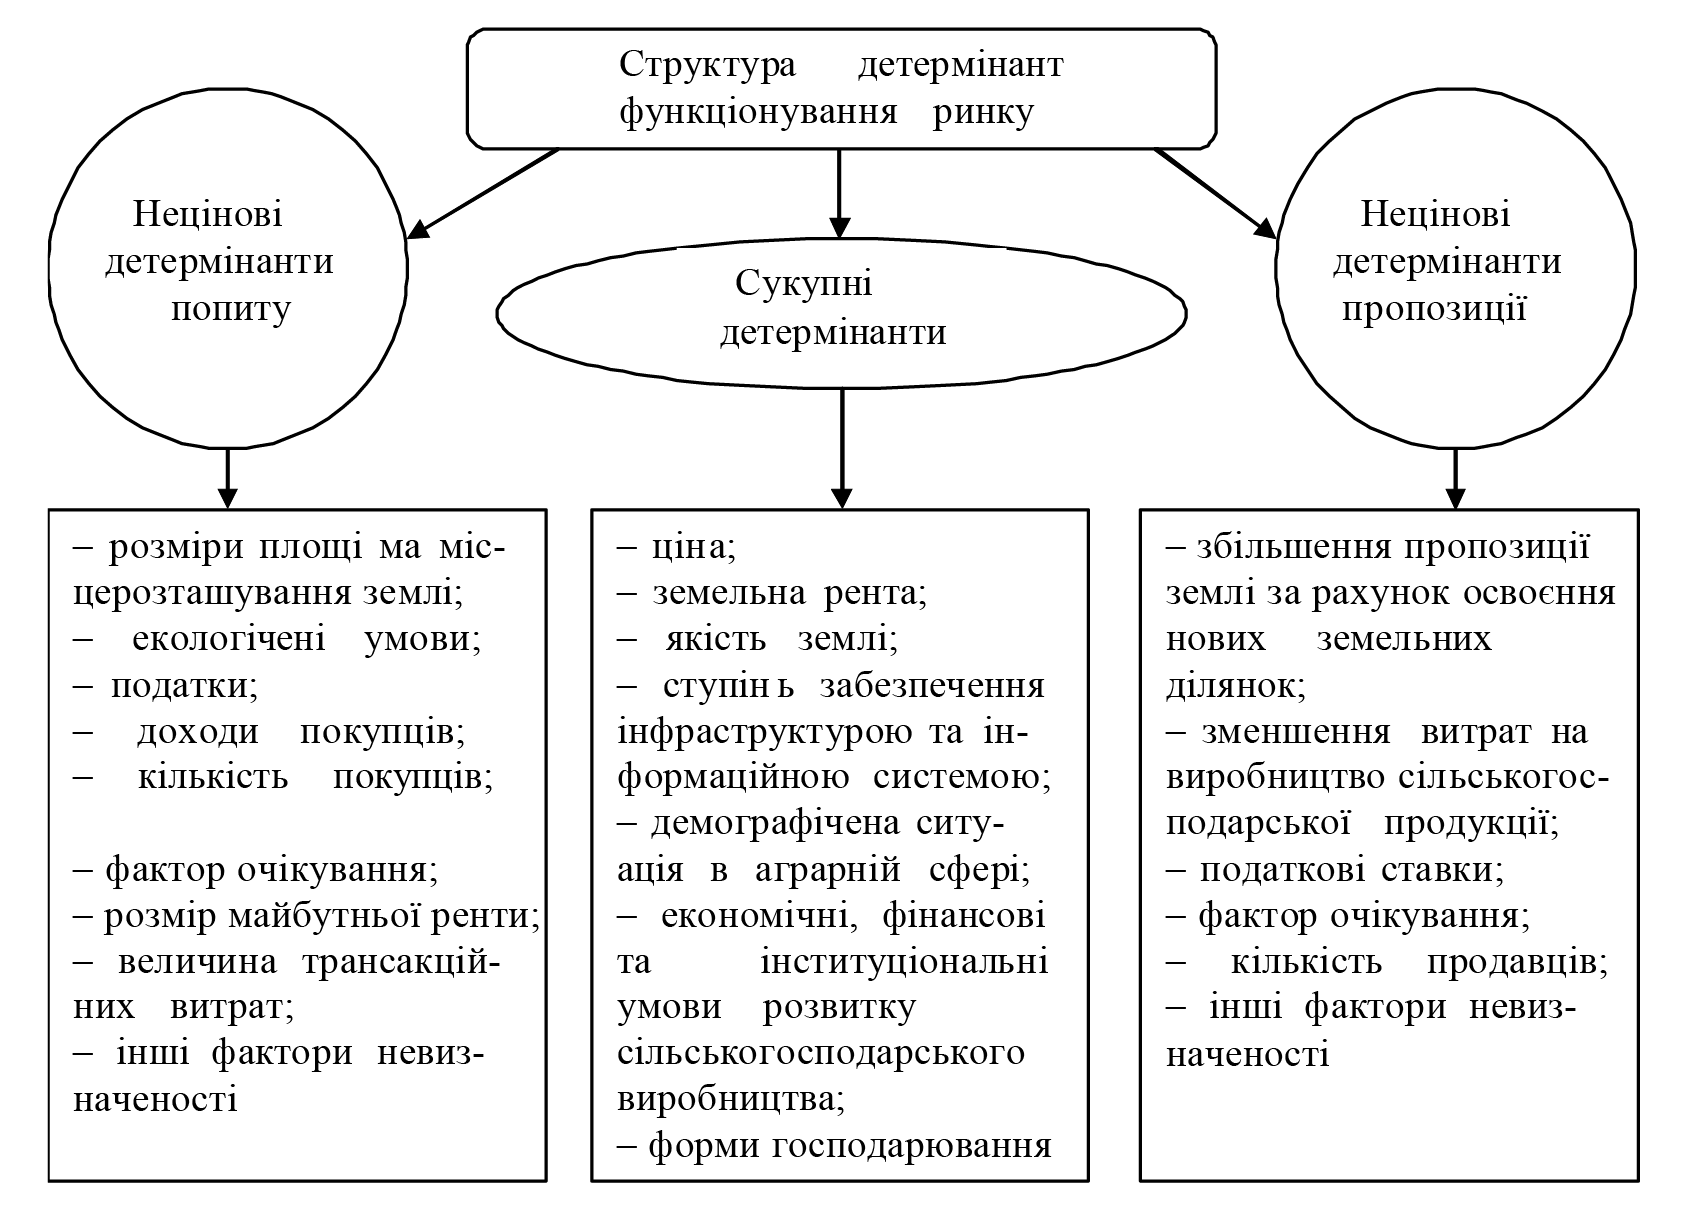 Структура детермінант
функціонування ринку
Нецінові
детермінанти
попиту
Сукупні
детермінанти
Нецінові
детермінанти
пропозиції
– розміри площі ма міс-
церозташування землі;
– екологічені умови;
– податки;
– доходи покупців;
– кількість покупців;
– фактор очікування;
– розмір майбутньої ренти;
– величина трансакцій-
них витрат;
– інші фактори невиз-
наченості
– ціна;
– земельна рента;
– якість землі;
– ступін ь забезпечення
інфраструктурою та ін-
формаційною системою;
– демографічена ситу-
ація в аграрній сфері;
– економічні, фінансові
та інституціональні
умови розвитку
сільськогосподарського
виробництва;
– форми господарювання
– збільшення пропозиції
землі за рахунок освоєння
нових земельних
ділянок;
– зменшення витрат на
виробництво сільськогос-
подарської продукції;
– податкові ставки;
– фактор очікування;
– кількість продавців;
– інші фактори невиз-
наченості